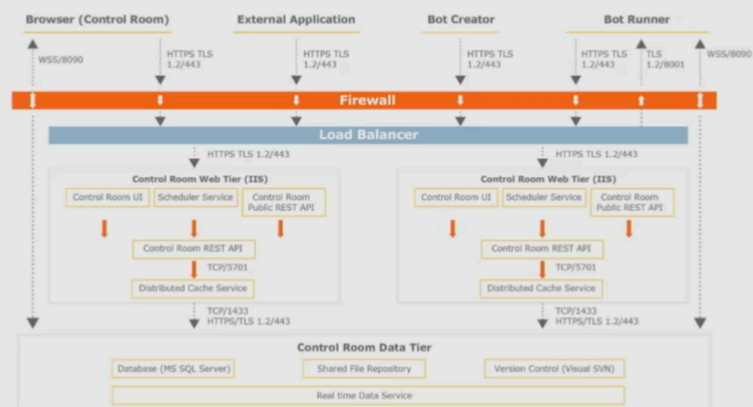 Browser (Control Room) External Application Bot Creator Bot Runner
WSS/8090
HTTPS TLS
1.2/443
HTTPS TLS
1.2/443
HTTPS TLS
1.2/443
HTTPS TLS
1.2/443
TLS
1.2/8001
WSS/8090
Firewall
Load Balancer
HTTPS TLS 1.2/443
HTTPS TLS 1.2/443
Control Room Web Tier (IIS)
Control Room UI
Scheduler Service
Control Room
Public REST API
Control Room REST API
TCP/5701
Distributed Cache Service
Control Room Web Tier (IIS)
Control Room UI
Scheduler Service
Control Room
Public REST API
Control Room REST API
TCP/5701
Distributed Cache Service
TCP/1433
HTTPS/TLS 1.2/443
TCP/1433
HTTPS/TLS 1.2/443
Control Room Data Tier
Database (MS SQL Server)
Shared File Repository
Version Control (Visual SVN)
Real time Data Service